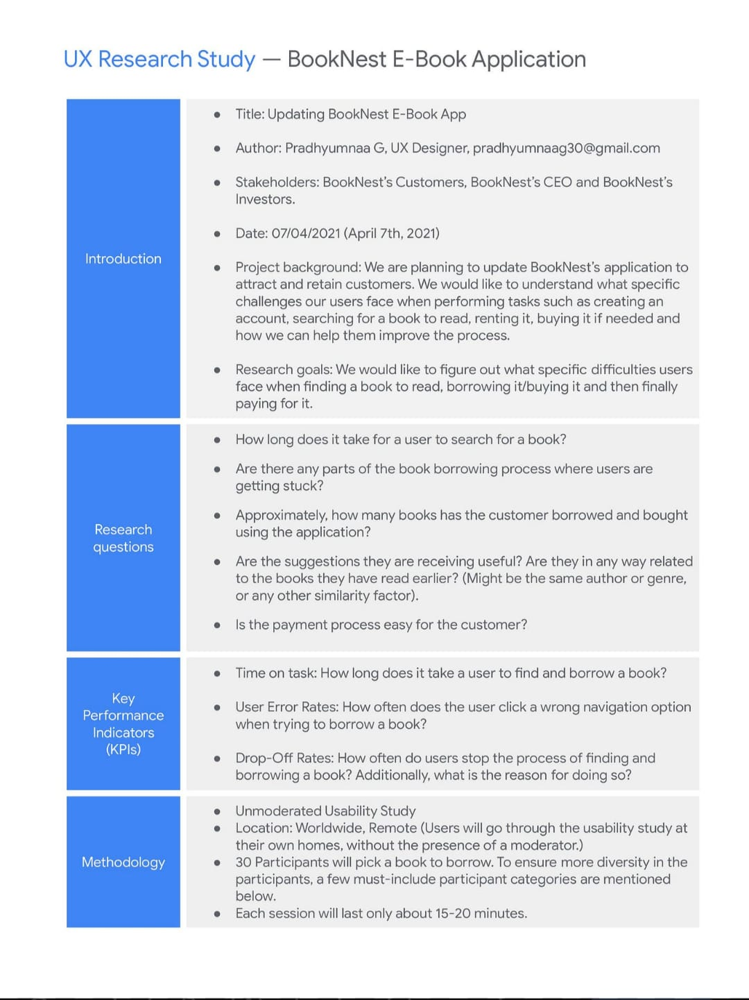 UX Research Study — BookNest E-Book Application
Introduction
● Title: Updating BookNest E-Book App
● Author: Pradhyumnaa G, UX Designer, pradhyumnaag30@gmail.com
● Stakeholders: BookNest’s Customers, BookNest’s CEO and BookNest’s
Investors.
● Date: 07/04/2021 (April 7th, 2021)
● Project background: We are planning to update BookNest’s application to
attract and retain customers. We would like to understand what specific
challenges our users face when performing tasks such as creating an
account, searching for a book to read, renting it, buying it if needed and
how we can help them improve the process.
● Research goals: We would like to figure out what specific difficulties users
face when finding a book to read, borrowing it/buying it and then finally
paying for it.
Research
questions
● How long does it take for a user to search for a book?
● Are there any parts of the book borrowing process where users are
getting stuck?
● Approximately, how many books has the customer borrowed and bought
using the application?
● Are the suggestions they are receiving useful? Are they in any way related
to the books they have read earlier? (Might be the same author or genre,
or any other similarity factor).
● Is the payment process easy for the customer?
Key
Performance
Indicators
(KPIs)
● Time on task: How long does it take a user to find and borrow a book?
● User Error Rates: How often does the user click a wrong navigation option
when trying to borrow a book?
● Drop-Off Rates: How often do users stop the process of finding and
borrowing a book? Additionally, what is the reason for doing so?
Methodology
● Unmoderated Usability Study
● Location: Worldwide, Remote (Users will go through the usability study at
their own homes, without the presence of a moderator.)
● 30 Participants will pick a book to borrow. To ensure more diversity in the
participants, a few must-include participant categories are mentioned
below.
● Each session will last only about 15-20 minutes.